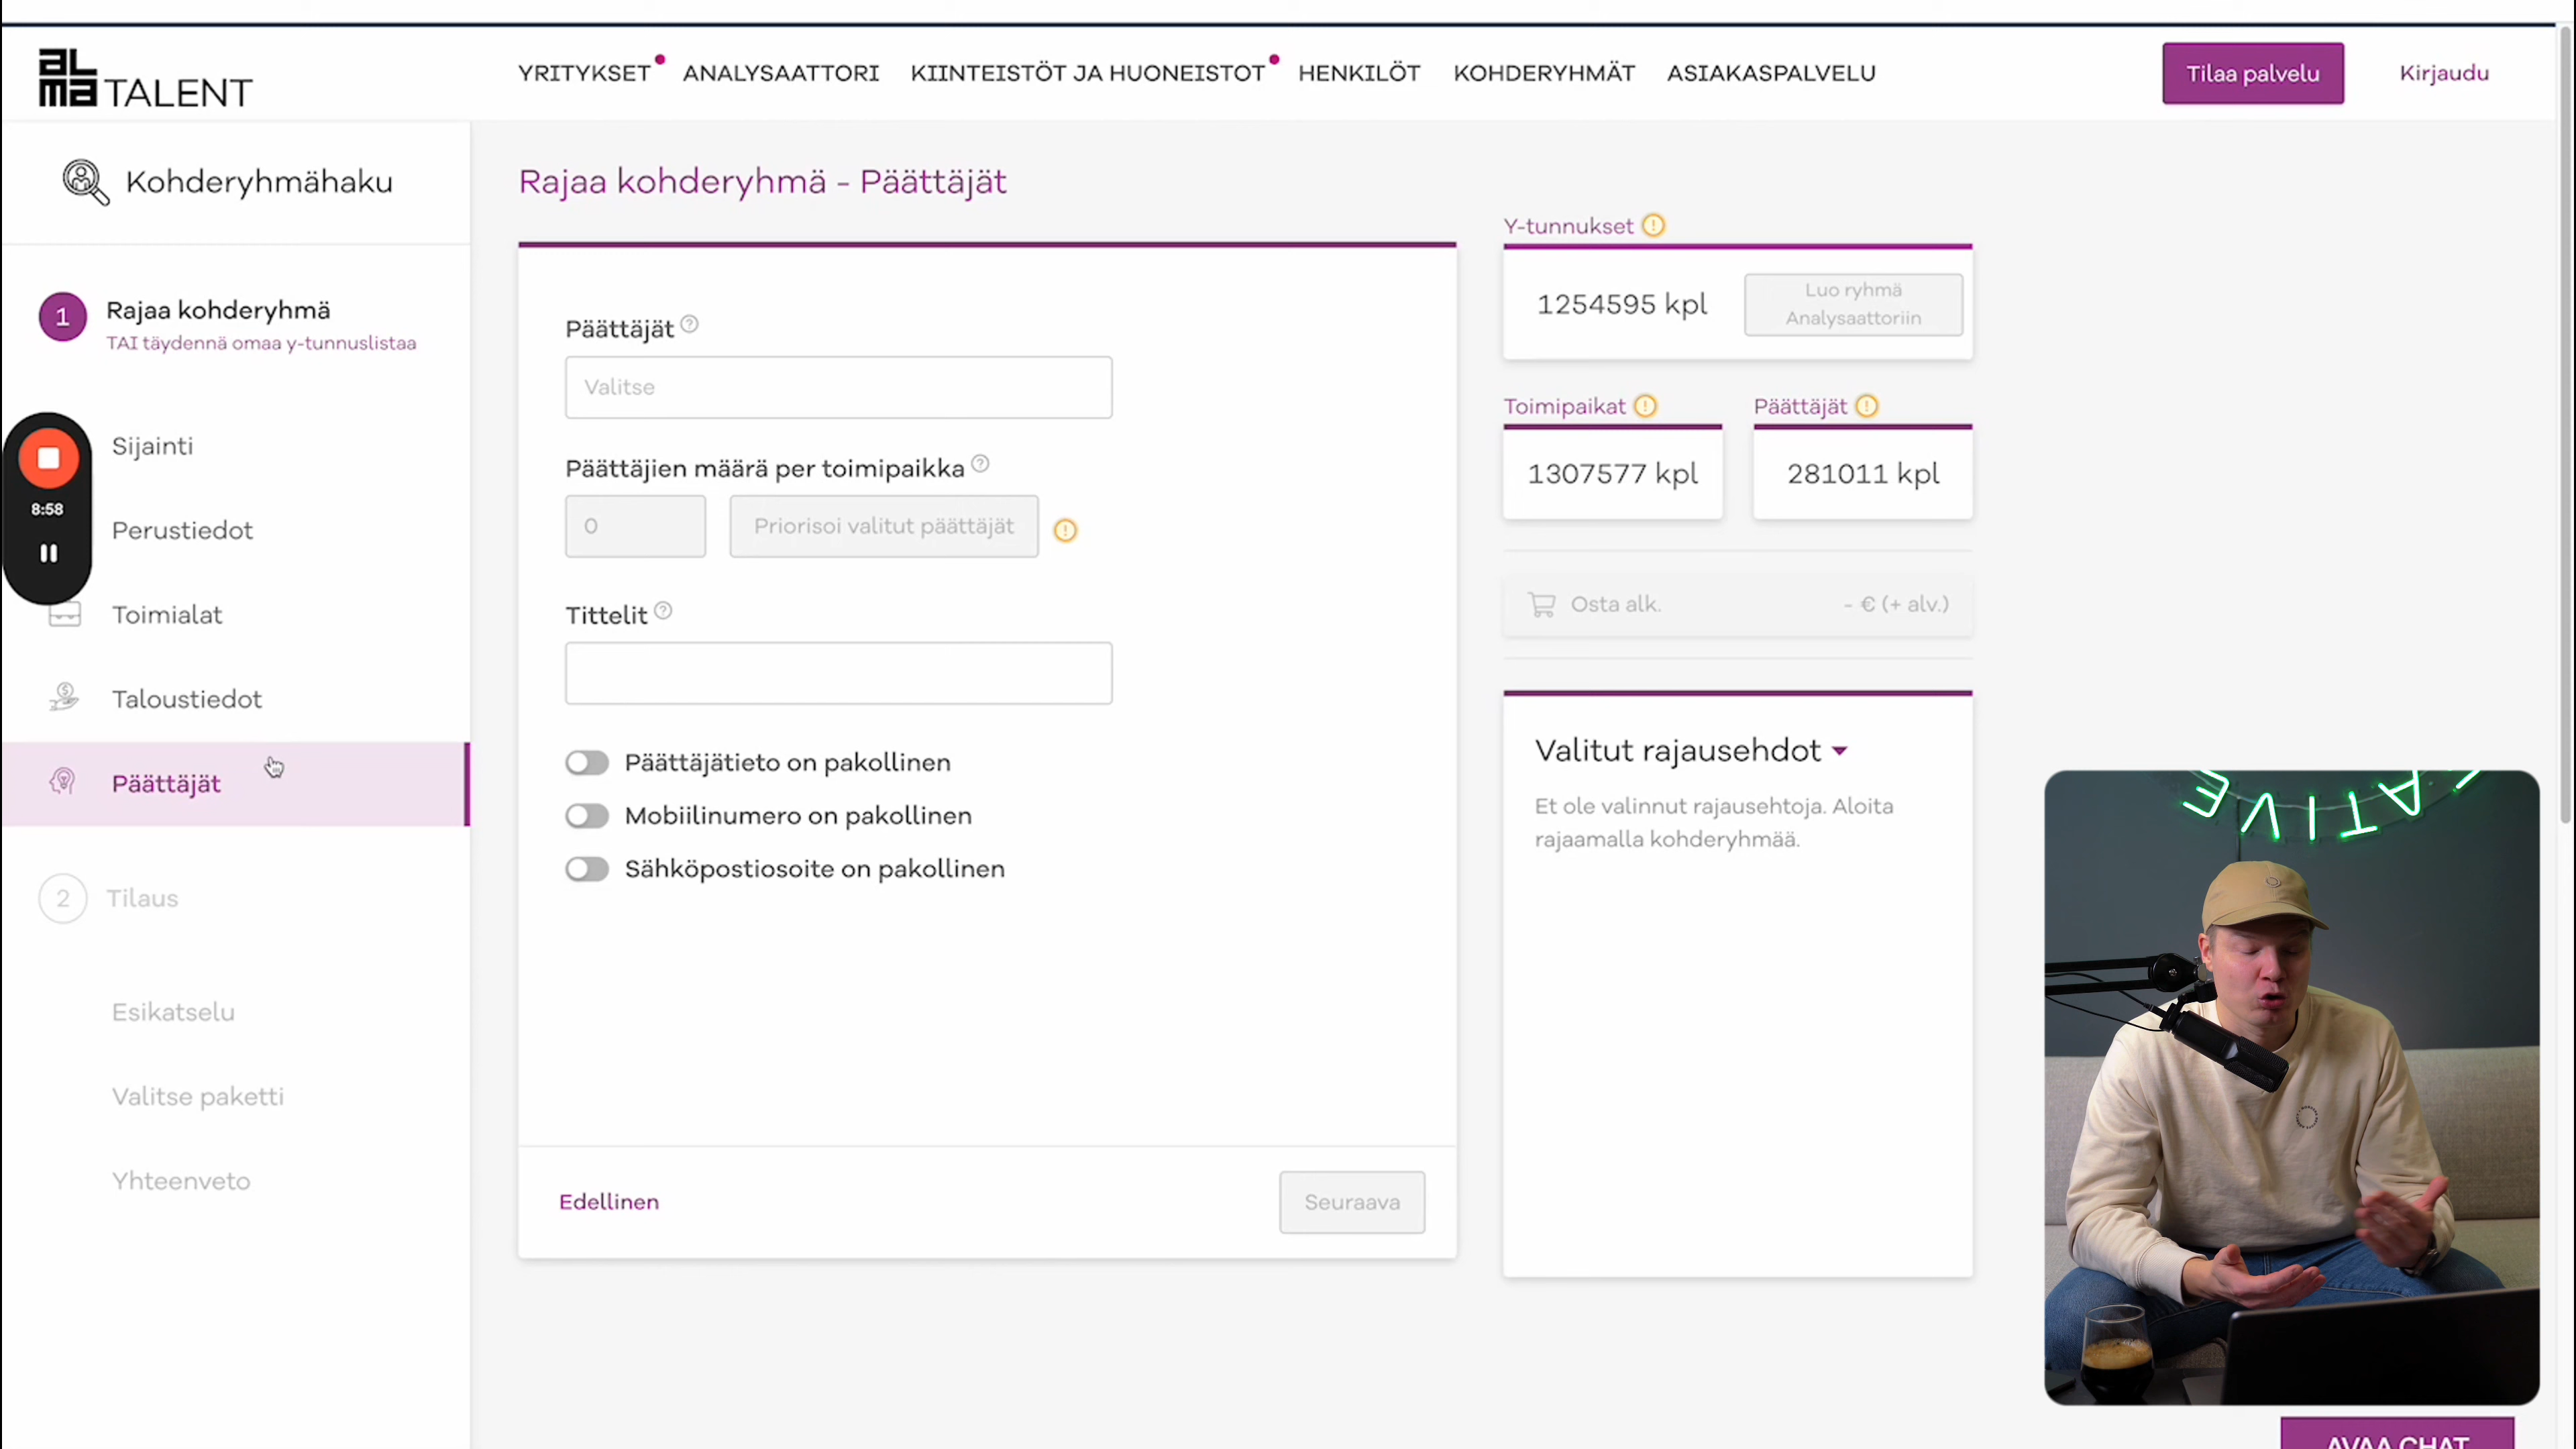 ALMA TALENT
YRITYKSET ANALYSAATTORI KIINTEISTÖT JA HUONEISTOT HENKILÖT KOHDERYHMÄT ASIAKASPALVELU
Tilaa palvelu
Kirjaudu
Kohderyhmähaku
1 Rajaa kohderyhmä
TAI täydennä omaa y-tunnuslistaa
8:58
Sijainti
Perustiedot
Toimialat
Taloustiedot
Päättäjät
2 Tilaus
Esikatselu
Valitse paketti
Yhteenveto
Rajaa kohderyhmä - Päättäjät
Päättäjät ?
Valitse
Päättäjien määrä per toimipaikka ?
0 Priorisoi valitut päättäjät !
Tittelit ?
Päättäjätieto on pakollinen
Mobiilinumero on pakollinen
Sähköpostiosoite on pakollinen
Edellinen
Seuraava
Y-tunnukset !
1254595 kpl
Luo ryhmä
Analysaattoriin
Toimipaikat ! Päättäjät !
1307577 kpl 281011 kpl
Osta alk. - € (+ alv.)
Valitut rajausehdot
Et ole valinnut rajausehtoja. Aloita
rajaamalla kohderyhmää.
ATIVE
AVAA CHAT